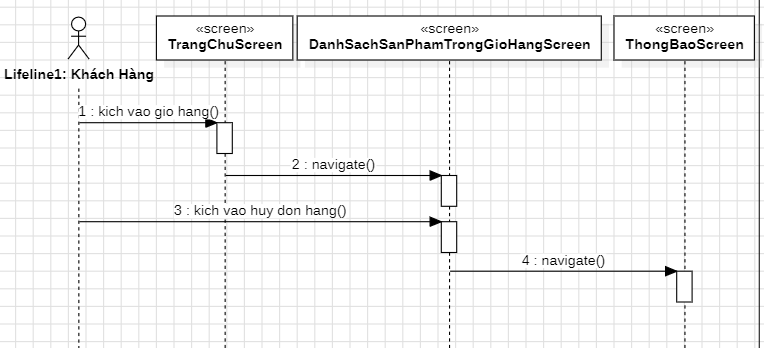 «screen»
TrangChuScreen
«screen»
DanhSachSanPhamTrongGioHangScreen
«screen»
ThongBaoScreen
Lifeline1: Khách Hàng
1 : kich vao gio hang()
2 : navigate()
3 : kich vao huy don hang()
4 : navigate()